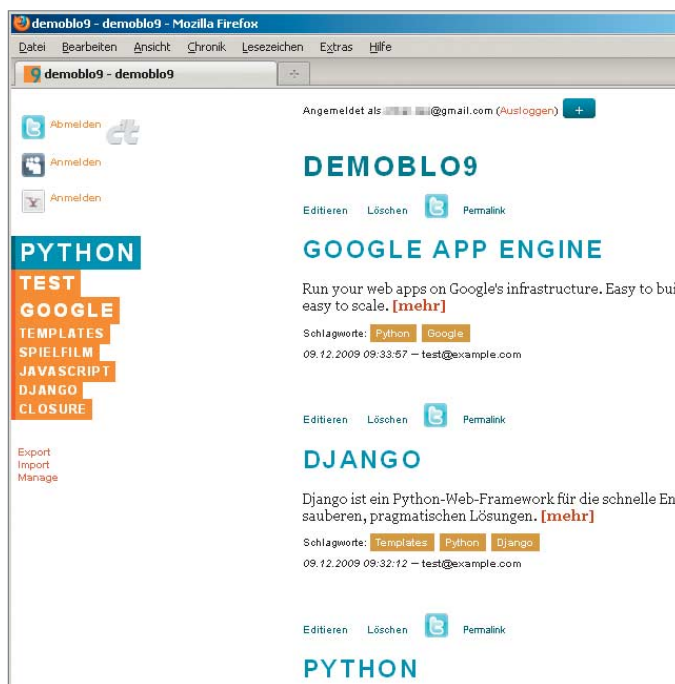 demoblo9 - demoblo9 - Mozilla Firefox
Datei Bearbeiten Ansicht Chronik Lesezeichen Extras Hilfe
9 demoblo9 - demoblo9
Abmelden c't
Anmelden
Anmelden
PYTHON
TEST
GOOGLE
TEMPLATES
SPIELFILM
JAVASCRIPT
DJANGO
CLOSURE
Export
Import
Manage
Angemeldet als @gmail.com (Ausloggen) +
DEMOBLO9
Editieren Löschen Permalink
GOOGLE APP ENGINE
Run your web apps on Google's infrastructure. Easy to bui
easy to scale. [mehr]
Schlagworte: Python Google
09.12.2009 09:33:57 — test@example.com
Editieren Löschen Permalink
DJANGO
Django ist ein Python-Web-Framework für die schnelle En
sauberen, pragmatischen Lösungen. [mehr]
Schlagworte: Templates Python Django
09.12.2009 09:32:12 — test@example.com
Editieren Löschen Permalink
PYTHON